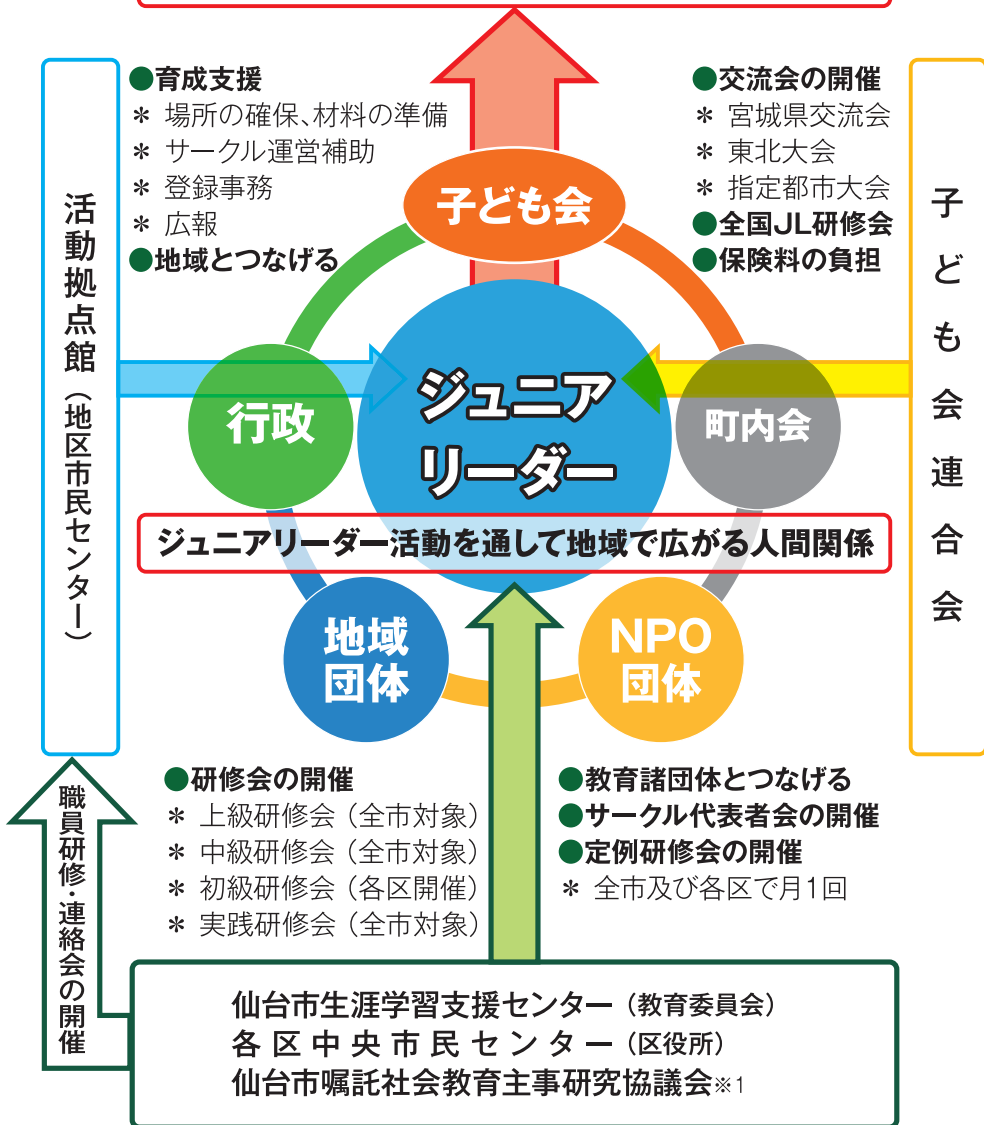 ●育成支援
＊ 場所の確保、材料の準備
＊ サークル運営補助
＊ 登録事務
＊ 広報
●地域とつなげる
●交流会の開催
＊ 宮城県交流会
＊ 東北大会
＊ 指定都市大会
●全国JL研修会
●保険料の負担
活動拠点館（地区市民センター）
子ども会連合会
子ども会
行政
ジュニア
リーダー
町内会
ジュニアリーダー活動を通して地域で広がる人間関係
地域
団体
NPO
団体
職員研修・連絡会の開催
●研修会の開催
＊ 上級研修会（全市対象）
＊ 中級研修会（全市対象）
＊ 初級研修会（各区開催）
＊ 実践研修会（全市対象）
●教育諸団体とつなげる
●サークル代表者会の開催
●定例研修会の開催
＊ 全市及び各区で月1回
仙台市生涯学習支援センター（教育委員会）
各区中央市民センター（区役所）
仙台市嘱託社会教育主事研究協議会※1